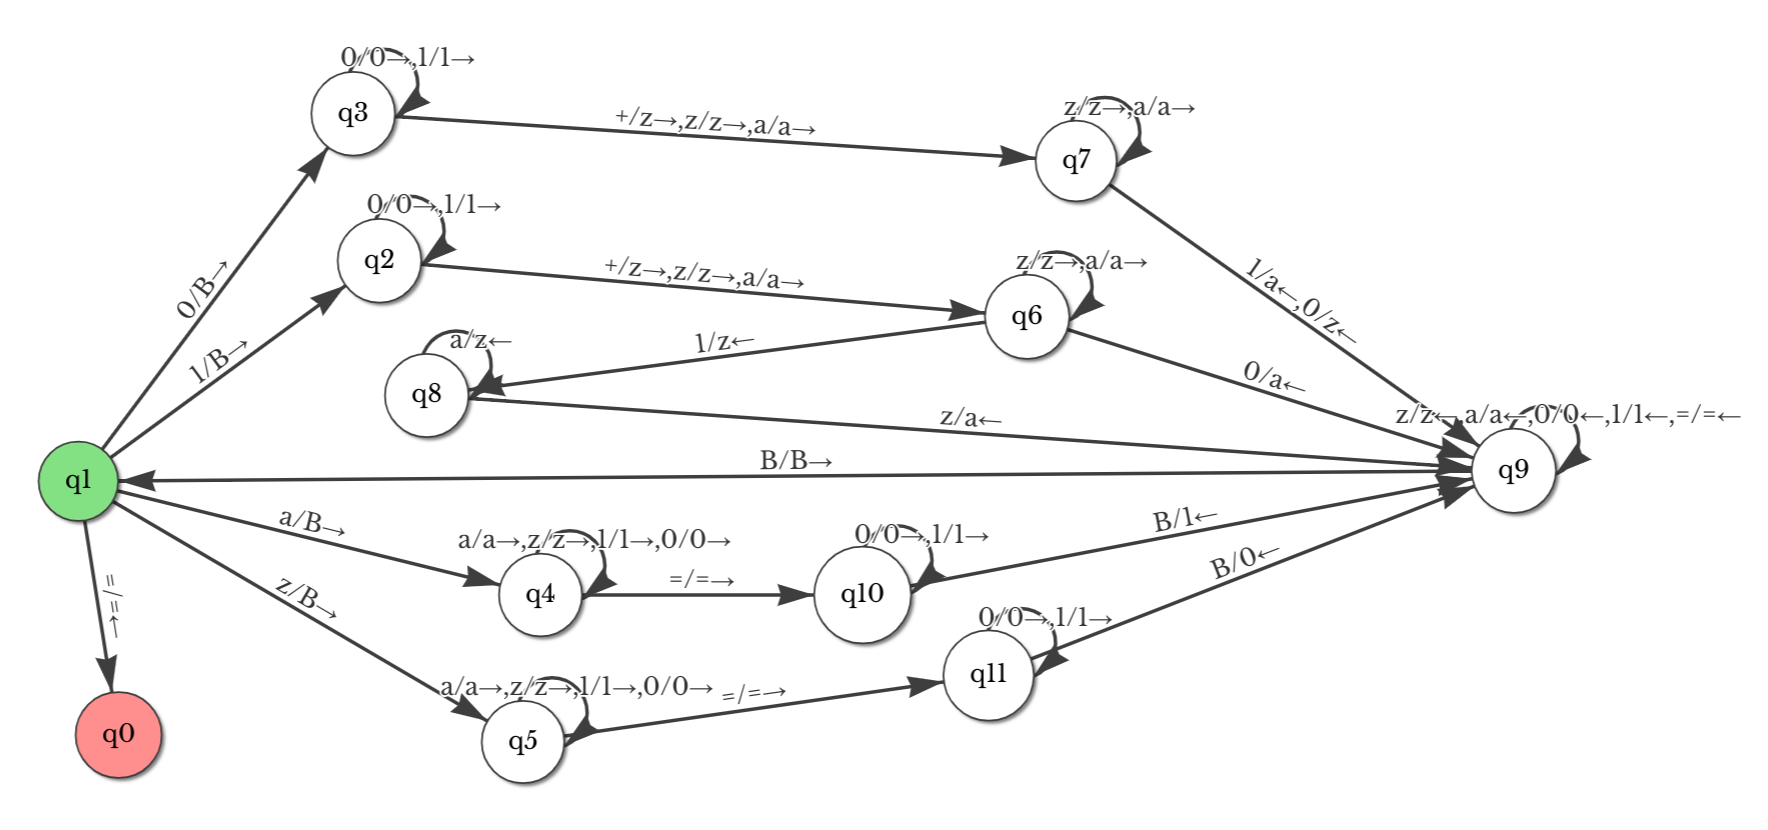 0/0→,1/1→
q3
+/z→,z/z→,a/a→
z/z→,a/a→
q7
0/0→,1/1→
q2
0/B→
+/z→,z/z→,a/a→
z/z→,a/a→
q6
1/a←,0/z←
1/B→
a/z←
q8
1/z←
0/a←
z/a←
z/z←,a/a←,0/0←,1/1←,=/=←
q9
q1
B/B→
a/B→
a/a→,z/z→,1/1→,0/0→
q4
=/=→
0/0→,1/1→
q10
B/1←
B/0←
=/=←
z/B→
0/0→,1/1→
q11
a/a→,z/z→,1/1→,0/0→
q5
=/=→
q0